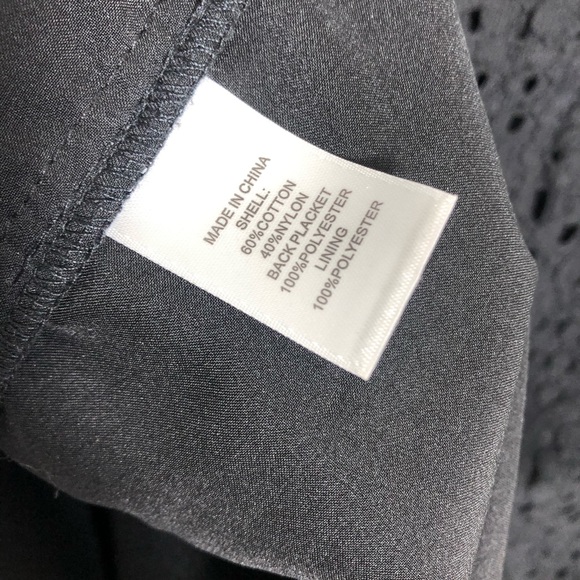 MADE IN CHINA
SHELL:
60%COTTON
40%NYLON
BACK PLACKET
100%POLYESTER
LINING
100%POLYESTER